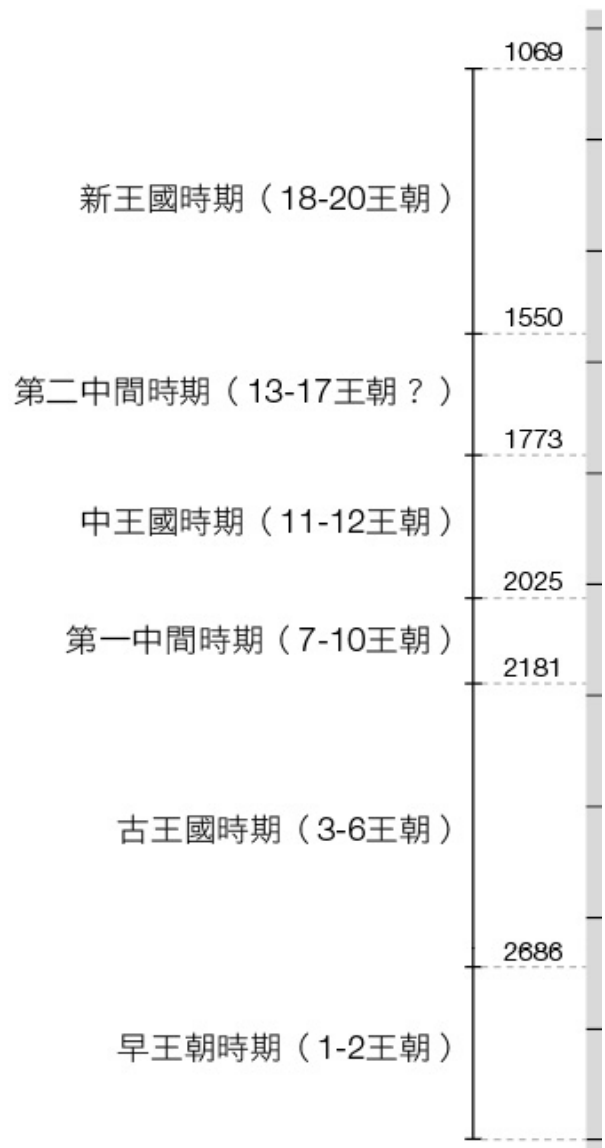 1069
新王國時期（18-20王朝）
1550
第二中間時期（13-17王朝？）
1773
中王國時期（11-12王朝）
2025
第一中間時期（7-10王朝）
2181
古王國時期（3-6王朝）
2686
早王朝時期（1-2王朝）